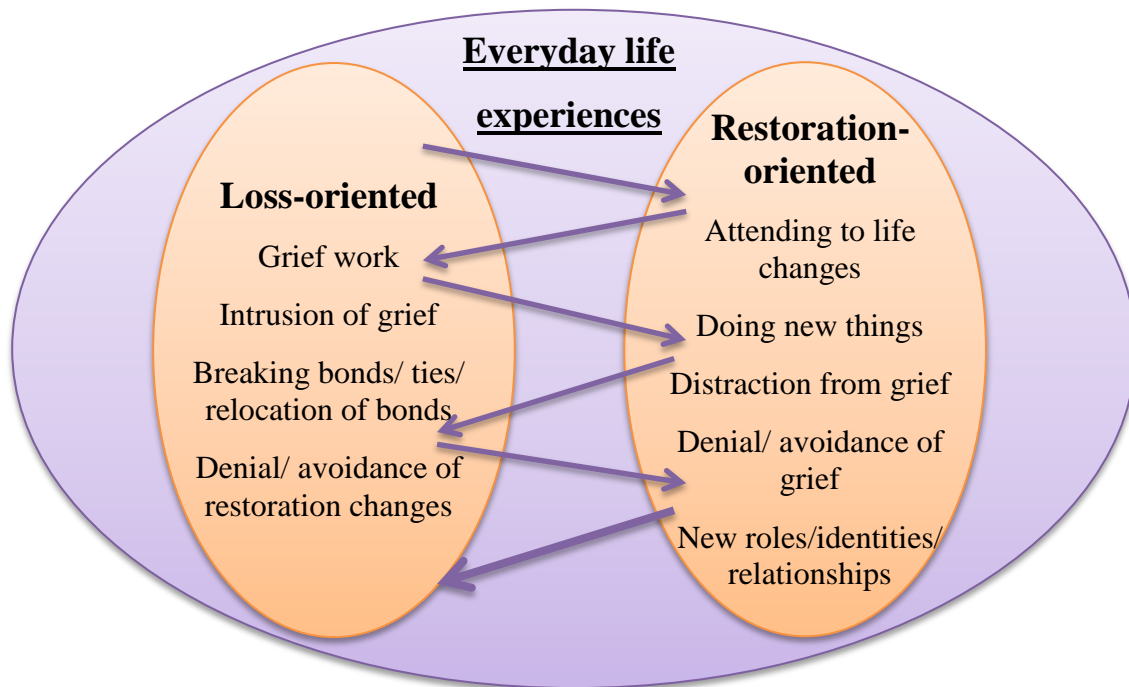 Everyday life
experiences
Loss-oriented
Grief work
Intrusion of grief
Breaking bonds/ ties/
relocation of bonds
Denial/ avoidance of
restoration changes
Restoration-
oriented
Attending to life
changes
Doing new things
Distraction from grief
Denial/ avoidance of
grief
New roles/identities/
relationships